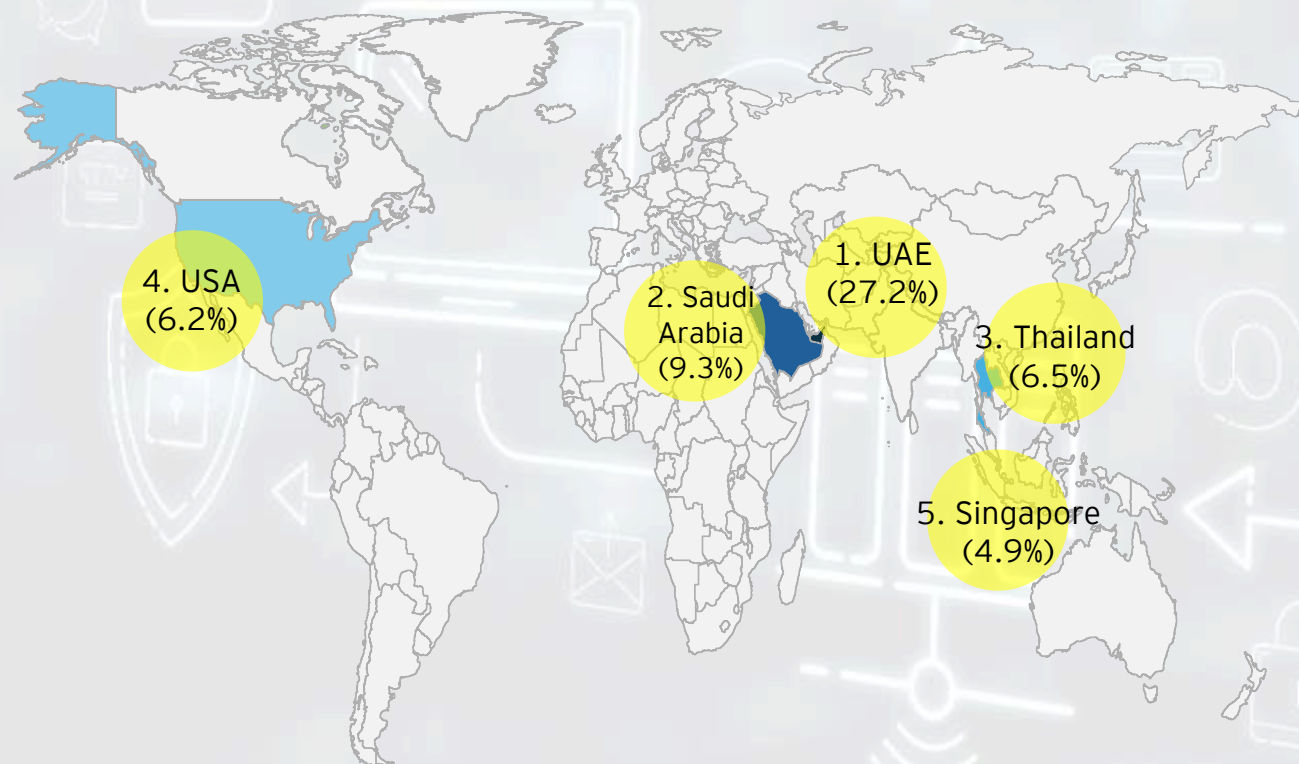 1. UAE
(27.2%)
2. Saudi
Arabia
(9.3%)
3. Thailand
(6.5%)
4. USA
(6.2%)
5. Singapore
(4.9%)